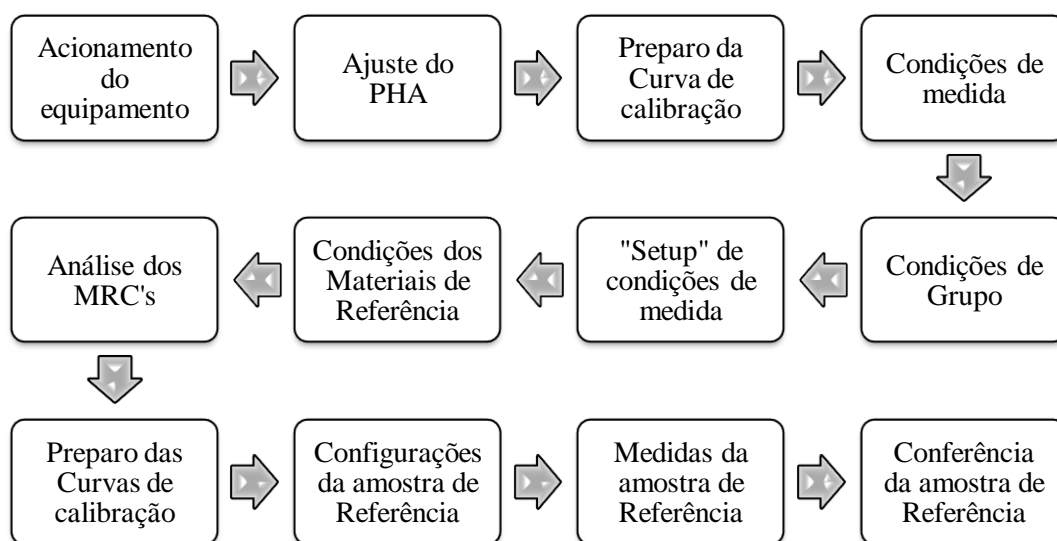 Acionamento
do
equipamento
Ajuste do
PHA
Preparo da
Curva de
calibração
Condições de
medida
Condições de
Grupo
"Setup" de
condições de
medida
Condições dos
Materiais de
Referência
Análise dos
MRC's
Preparo das
Curvas de
calibração
Configurações
da amostra de
Referência
Medidas da
amostra de
Referência
Conferência
da amostra de
Referência